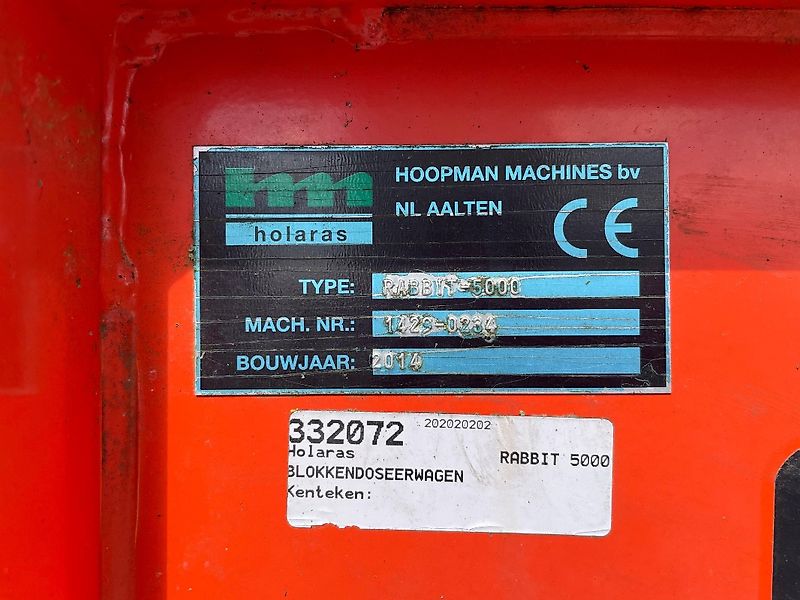 hm
holaras
HOOPMAN MACHINES bv
NL AALTEN
CE
TYPE: RABBIT-5000
MACH. NR.: 1429-0234
BOUWJAAR: 2014
332072 202020202
Holaras RABBIT 5000
BLOKKENDOSEERWAGEN
Kenteken: